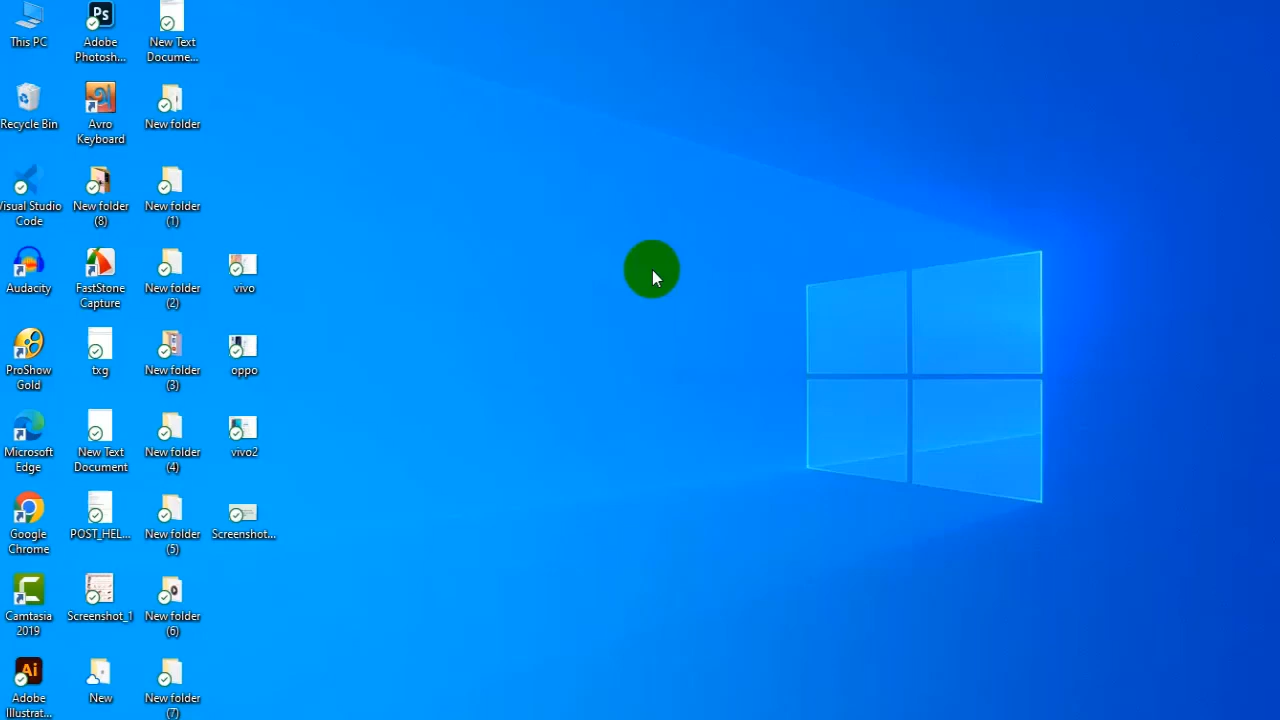 This PC
Recycle Bin
Visual Studio
Code
Audacity
ProShow
Gold
Microsoft
Edge
Google
Chrome
Camtasia
2019
Adobe
Illustrat...
Ps
Adobe
Photosh...
Avro
Keyboard
New folder
(8)
FastStone
Capture
txg
New Text
Document
POST_HEL...
Screenshot_1
New
New Text
Docume...
New folder
New folder
(1)
New folder
(2)
New folder
(3)
New folder
(4)
New folder
(5)
New folder
(6)
New folder
(7)
vivo
oppo
vivo2
Screenshot...
Ai